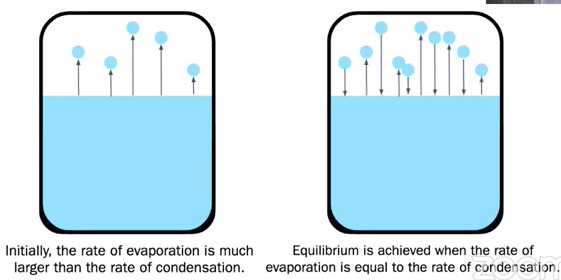 Initially, the rate of evaporation is much
larger than the rate of condensation.
Equilibrium is achieved when the rate of
evaporation is equal to the rate of condensation.
zoom